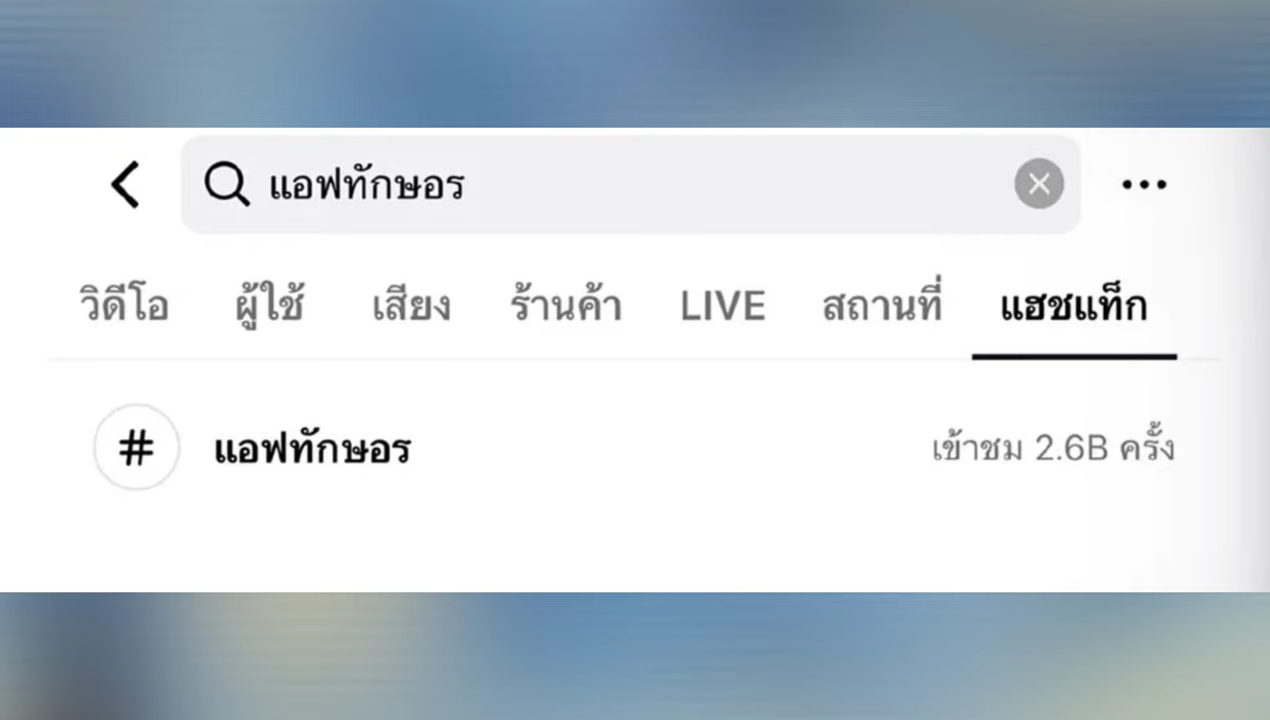 แอฟทักษอร
วิดีโอ ผู้ใช้ เสียง ร้านค้า LIVE สถานที่ แฮชแท็ก
# แอฟทักษอร เข้าชม 2.6B ครั้ง